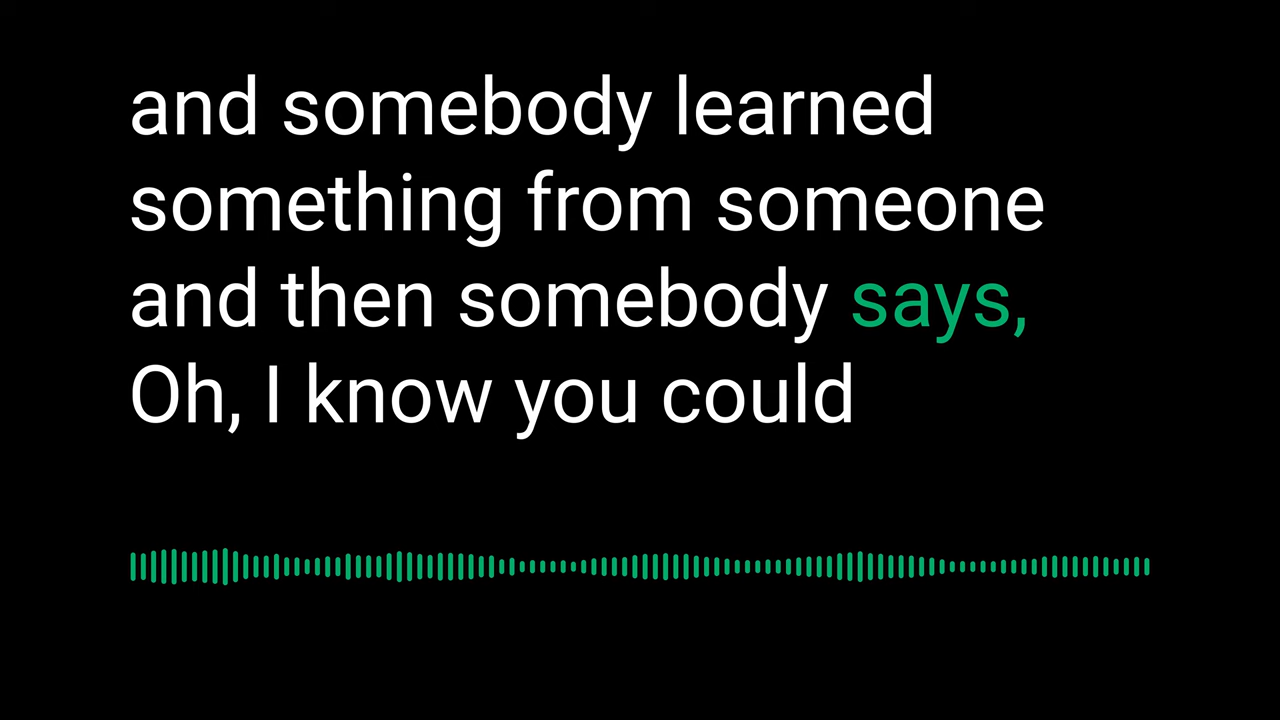 and somebody learned
something from someone
and then somebody says,
Oh, I know you could